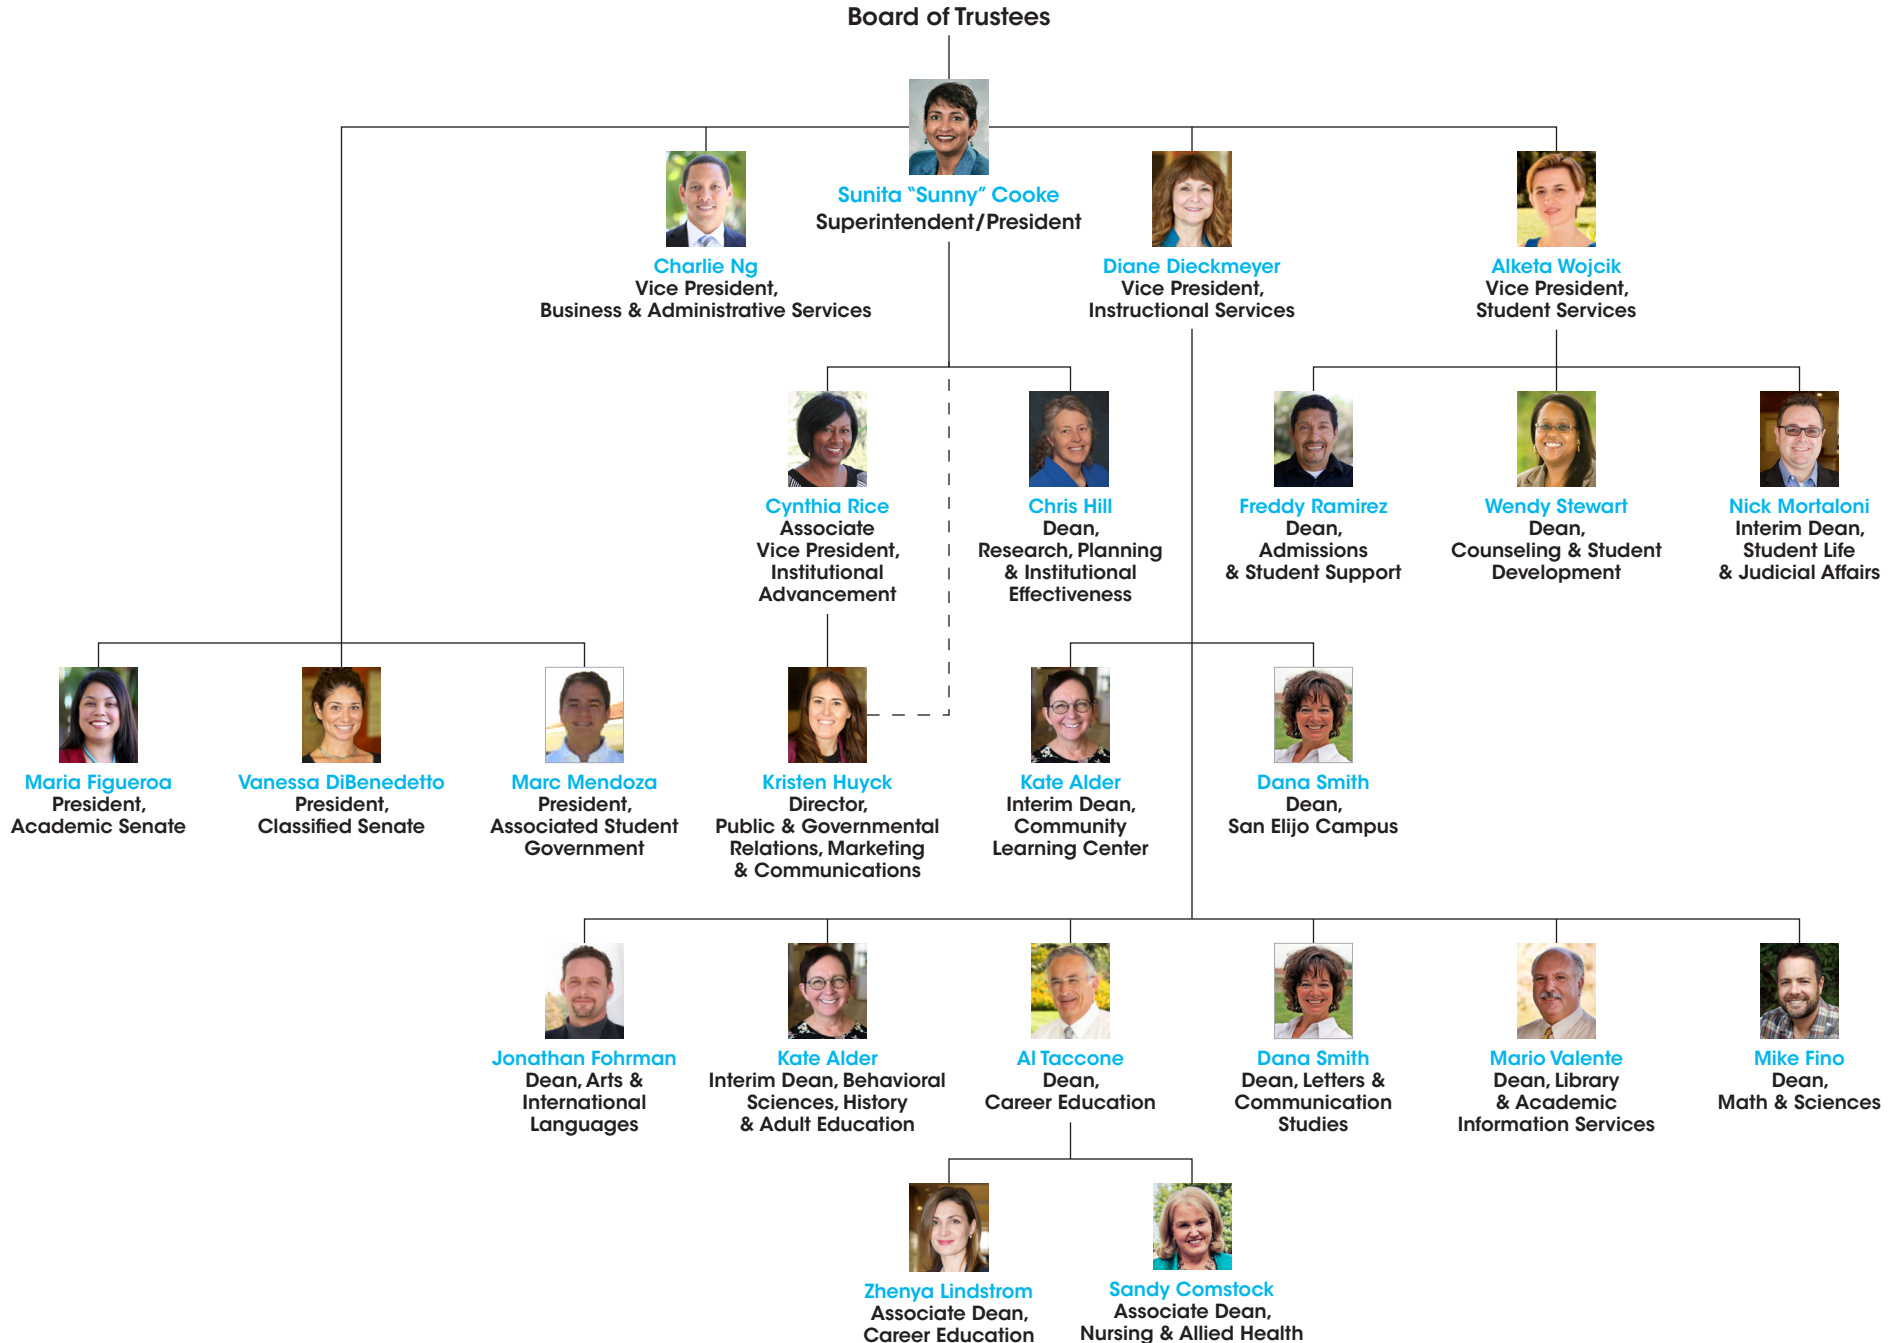 Board of Trustees
Sunita “Sunny” Cooke
Superintendent/President
Charlie Ng
Vice President,
Business & Administrative Services
Diane Dieckmeyer
Vice President,
Instructional Services
Alketa Wojcik
Vice President,
Student Services
Cynthia Rice
Associate
Vice President,
Institutional
Advancement
Chris Hill
Dean,
Research, Planning
& Institutional
Effectiveness
Freddy Ramirez
Dean,
Admissions
& Student Support
Wendy Stewart
Dean,
Counseling & Student
Development
Nick Mortaloni
Interim Dean,
Student Life
& Judicial Affairs
Maria Figueroa
President,
Academic Senate
Vanessa DiBenedetto
President,
Classified Senate
Marc Mendoza
President,
Associated Student
Government
Kristen Huyck
Director,
Public & Governmental
Relations, Marketing
& Communications
Kate Alder
Interim Dean,
Community
Learning Center
Dana Smith
Dean,
San Elijo Campus
Jonathan Fohrman
Dean, Arts &
International
Languages
Kate Alder
Interim Dean, Behavioral
Sciences, History
& Adult Education
Al Taccone
Dean,
Career Education
Dana Smith
Dean, Letters &
Communication
Studies
Mario Valente
Dean, Library
& Academic
Information Services
Mike Fino
Dean,
Math & Sciences
Zhenya Lindstrom
Associate Dean,
Career Education
Sandy Comstock
Associate Dean,
Nursing & Allied Health